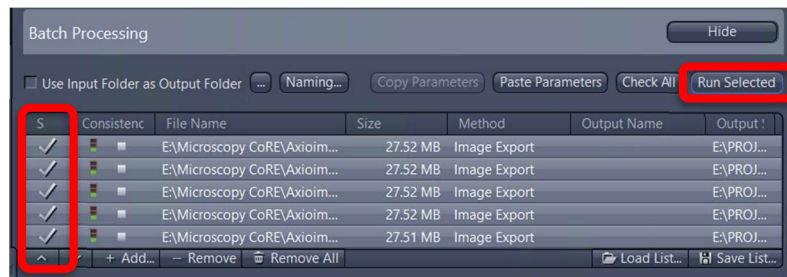 Batch Processing Hide
Use Input Folder as Output Folder ... Naming... Copy Parameters Paste Parameters Check All Run Selected
S Consistenc File Name Size Method Output Name Output
E:\Microscopy CoRE\Axioim... 27.52 MB Image Export E:\PROJ...
E:\Microscopy CoRE\Axioim... 27.52 MB Image Export E:\PROJ...
E:\Microscopy CoRE\Axioim... 27.52 MB Image Export E:\PROJ...
E:\Microscopy CoRE\Axioim... 27.52 MB Image Export E:\PROJ...
E:\Microscopy CoRE\Axioim... 27.51 MB Image Export E:\PROJ...
+ Add... − Remove Remove All Load List... Save List...